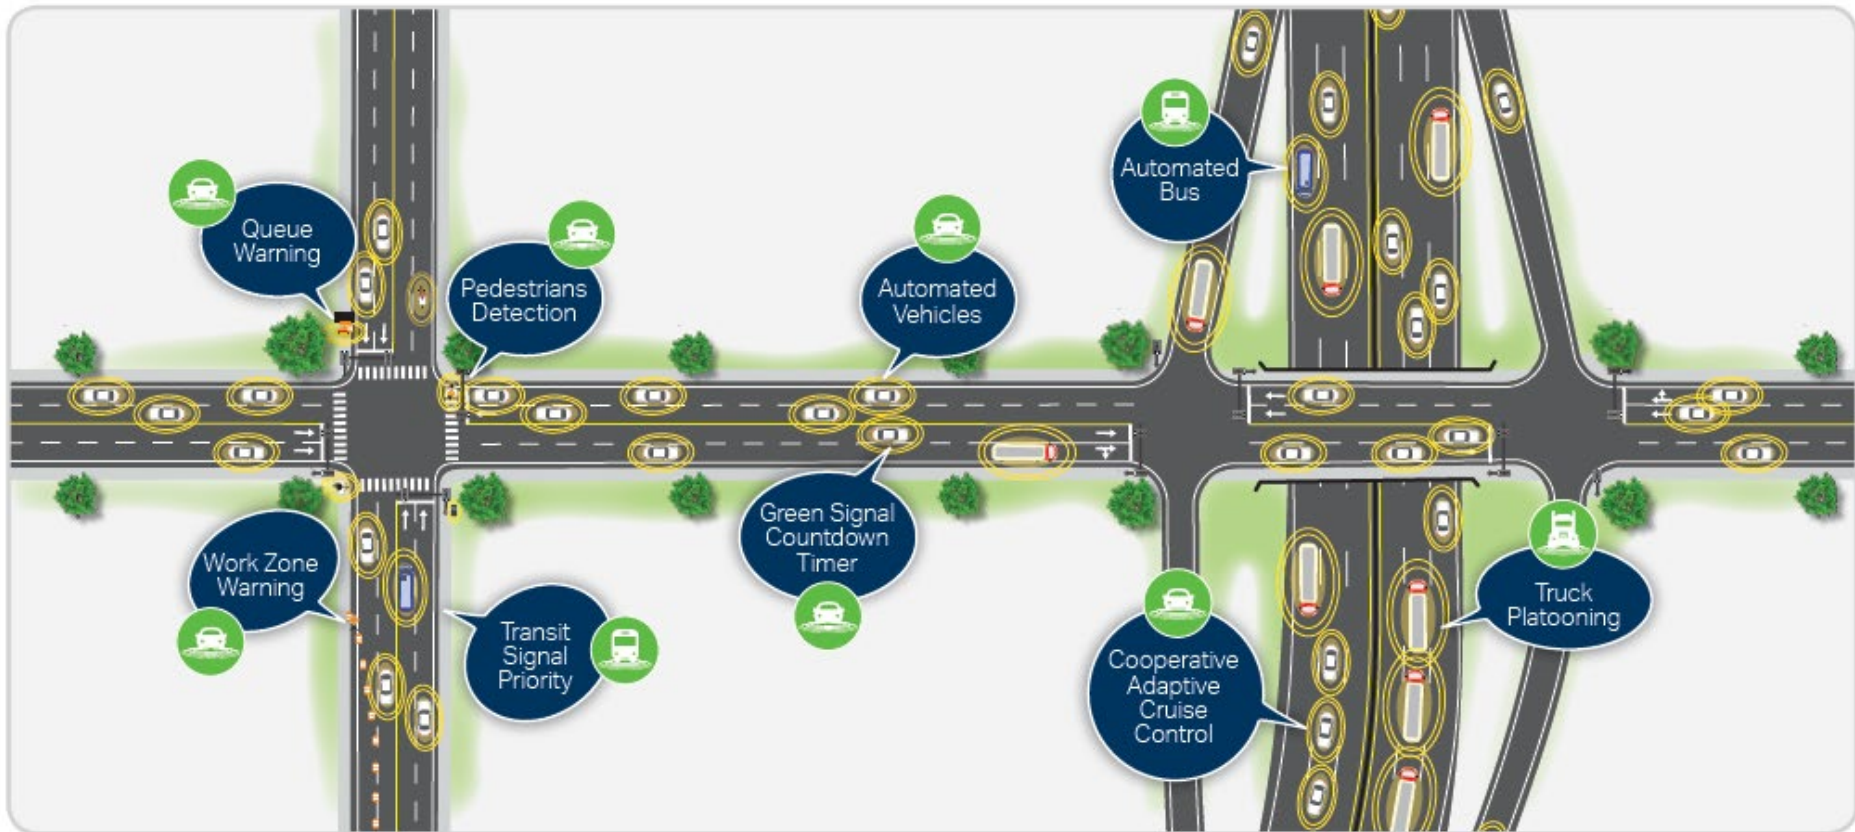 Queue
Warning
Pedestrians
Detection
Automated
Vehicles
Automated
Bus
Work Zone
Warning
Transit
Signal
Priority
Green Signal
Countdown
Timer
Cooperative
Adaptive
Cruise
Control
Truck
Platooning